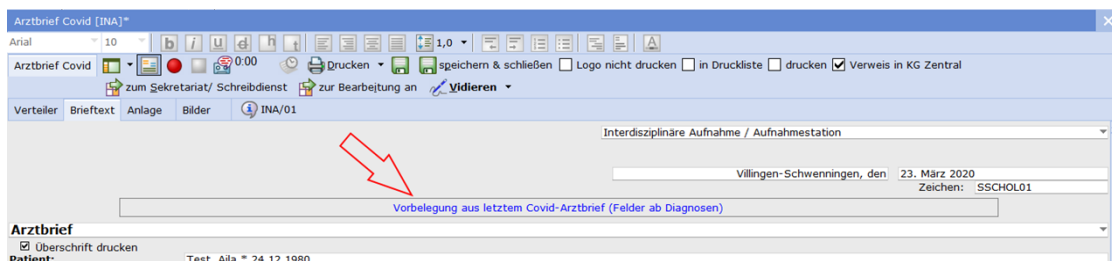 Arztbrief Covid [INA]*
Arial 10 b i u d h t 1,0 A
Arztbrief Covid 0:00 Drucken speichern & schließen Logo nicht drucken in Druckliste drucken Verweis in KG Zentral
zum Sekretariat/ Schreibdienst zur Bearbeitung an Vidieren
Verteiler Brieftext Anlage Bilder INA/01
Interdisziplinäre Aufnahme / Aufnahmestation
Villingen-Schwenningen, den 23. März 2020
Zeichen: SSCHOL01
Vorbelegung aus letztem Covid-Arztbrief (Felder ab Diagnosen)
Arztbrief
Überschrift drucken
Patient: Test, Aila * 24.12.1980